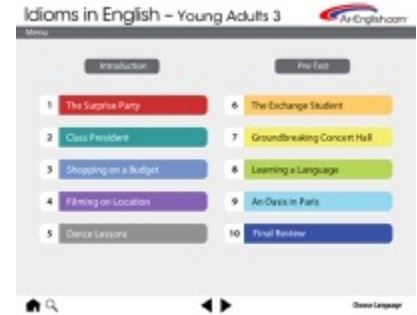 Idioms in English – Young Adults 3
Ar-English.com
Menu
Introduction
Pre-Test
1 The Surprise Party
2 Class President
3 Shopping on a Budget
4 Filming on Location
5 Dance Lessons
6 The Exchange Student
7 Groundbreaking Concert Hall
8 Learning a Language
9 An Oasis in Paris
10 Final Review
Choose Language